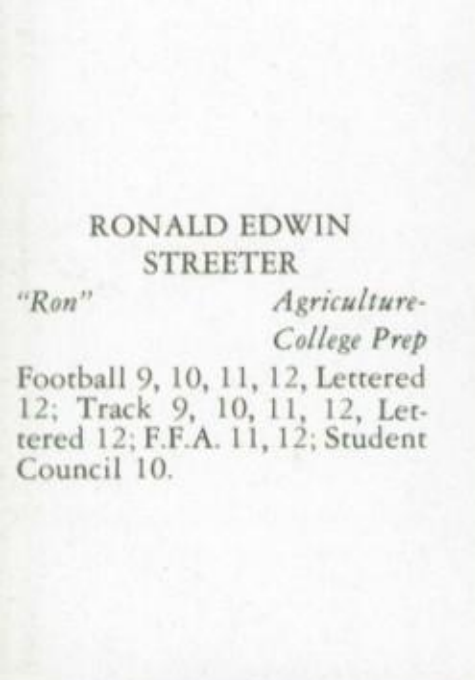 RONALD EDWIN
STREETER
"Ron" Agriculture-
College Prep
Football 9, 10, 11, 12, Lettered
12; Track 9, 10, 11, 12, Let-
tered 12; F.F.A. 11, 12; Student
Council 10.